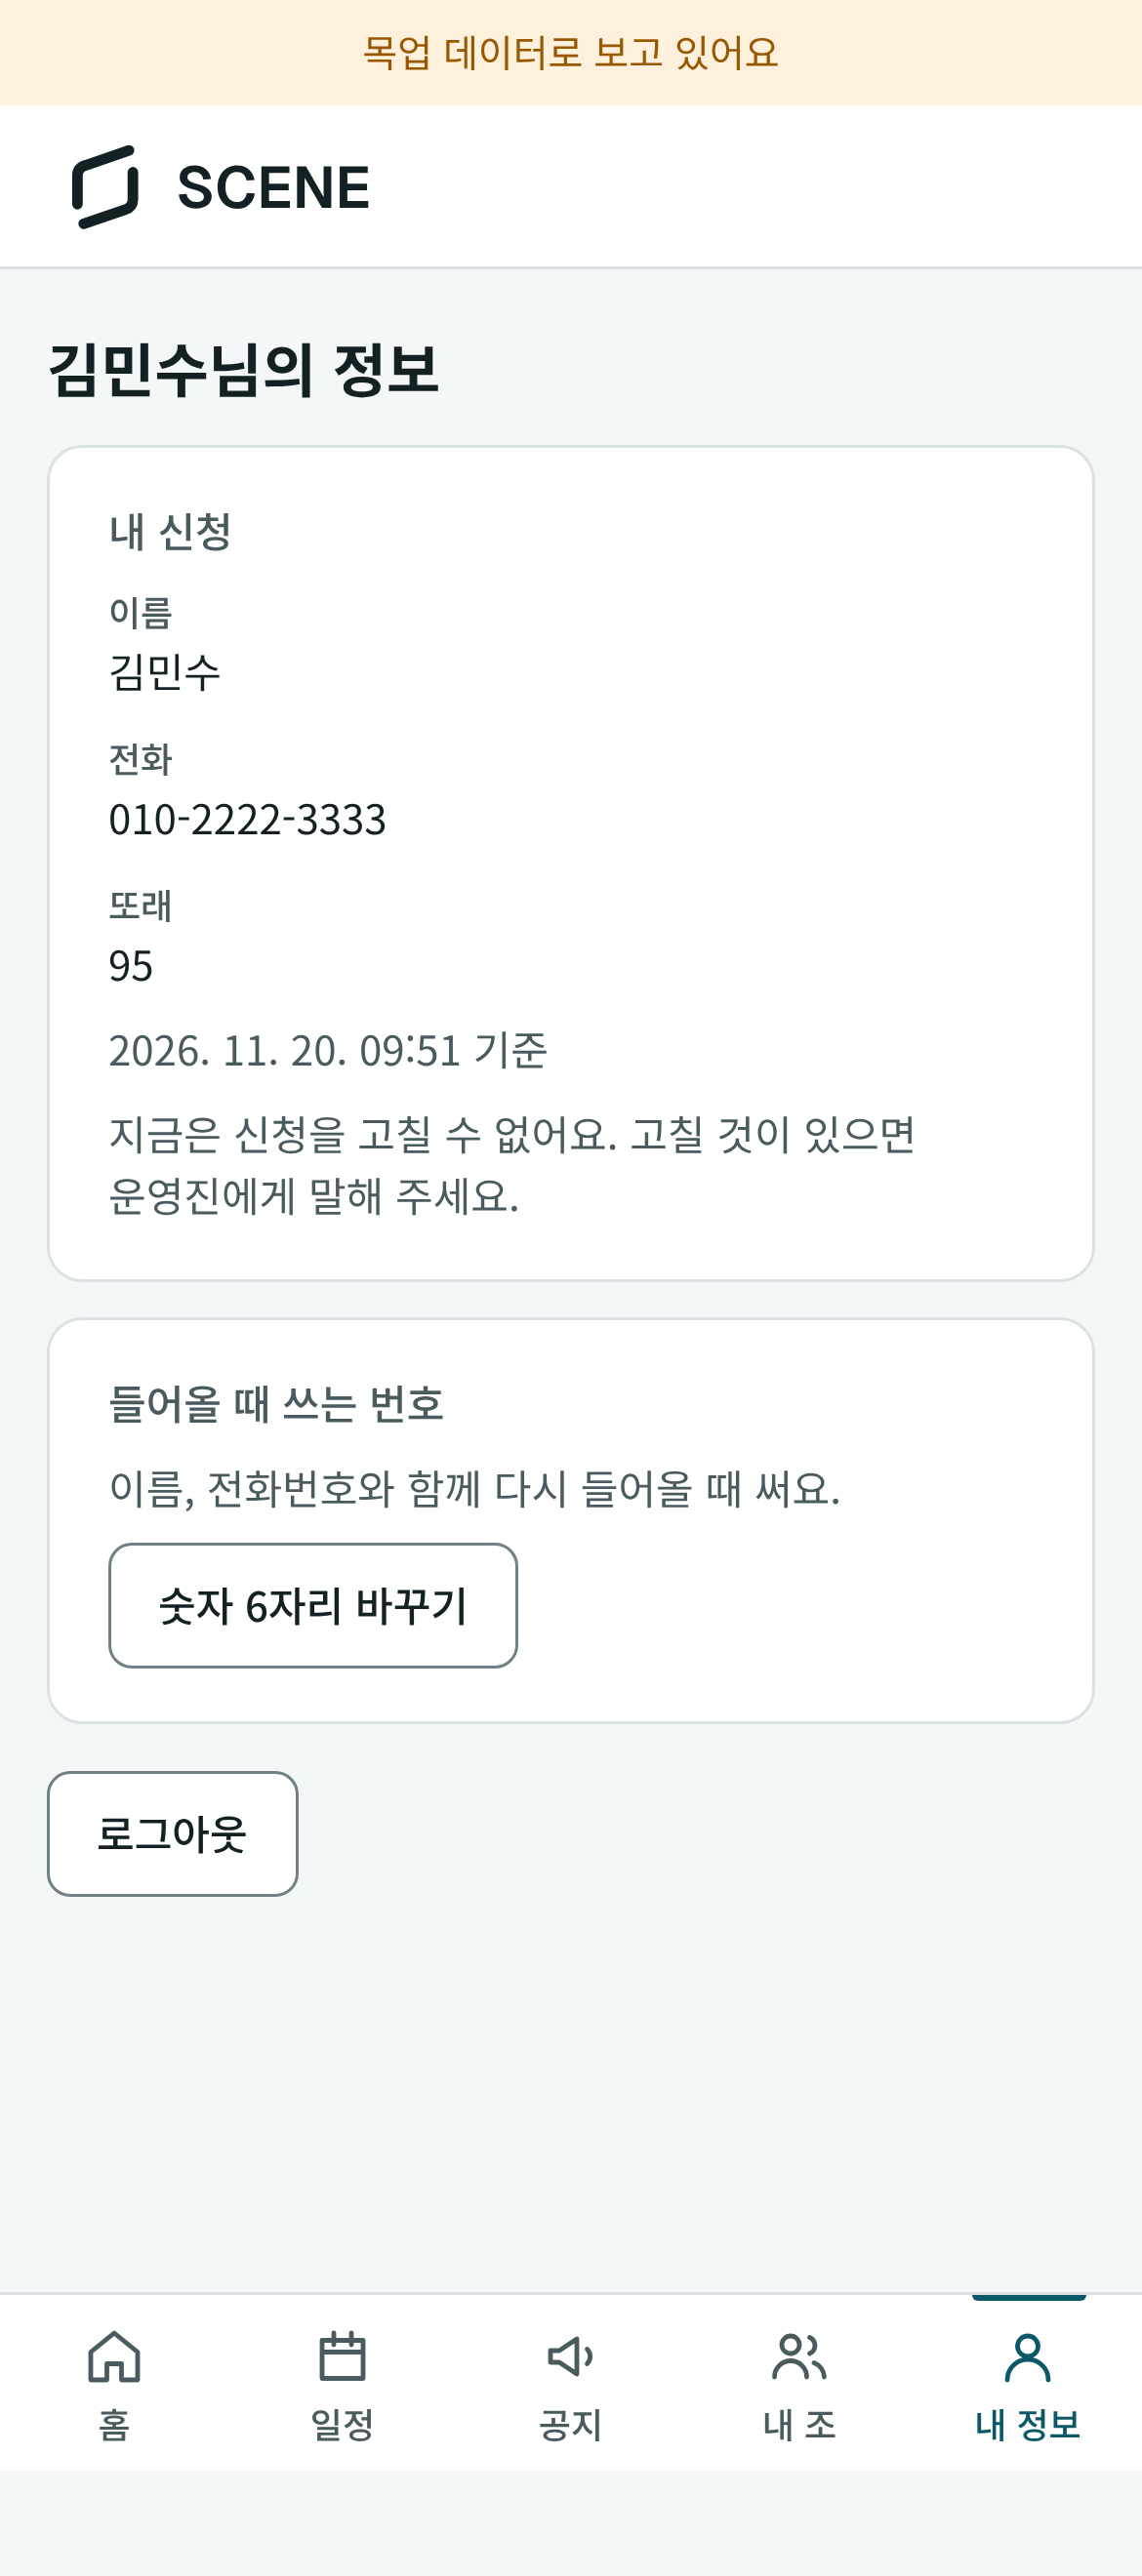 목업 데이터로 보고 있어요
SCENE
김민수님의 정보
내 신청
이름
김민수
전화
010-2222-3333
또래
95
2026. 11. 20. 09:51 기준
지금은 신청을 고칠 수 없어요. 고칠 것이 있으면
운영진에게 말해 주세요.
들어올 때 쓰는 번호
이름, 전화번호와 함께 다시 들어올 때 써요.
숫자 6자리 바꾸기
로그아웃
홈
일정
공지
내 조
내 정보